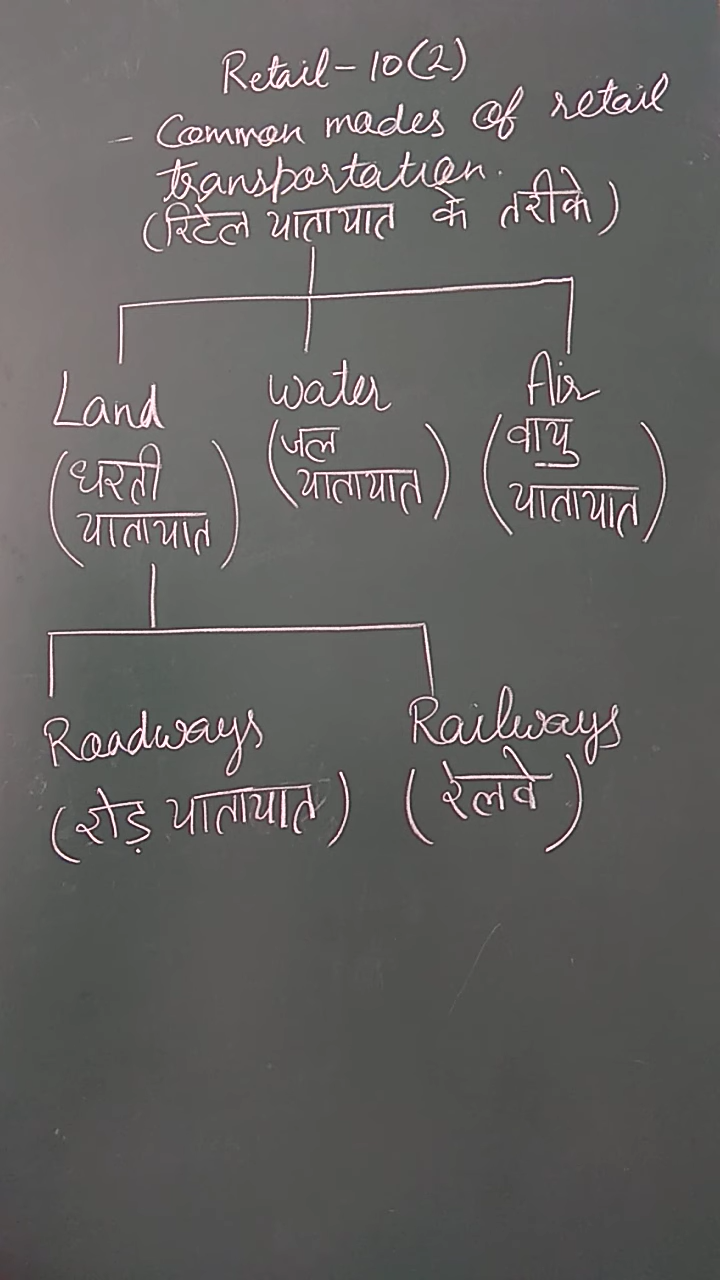 Retail - 10(2)
- Common modes of retail
transportation.
(रिटेल यातायात के तरीके)
Land
(धरती
यातायात)
Water
(जल
यातायात)
Air
(वायु
यातायात)
Roadways
(रोड़ यातायात)
Railways
(रेलवे)